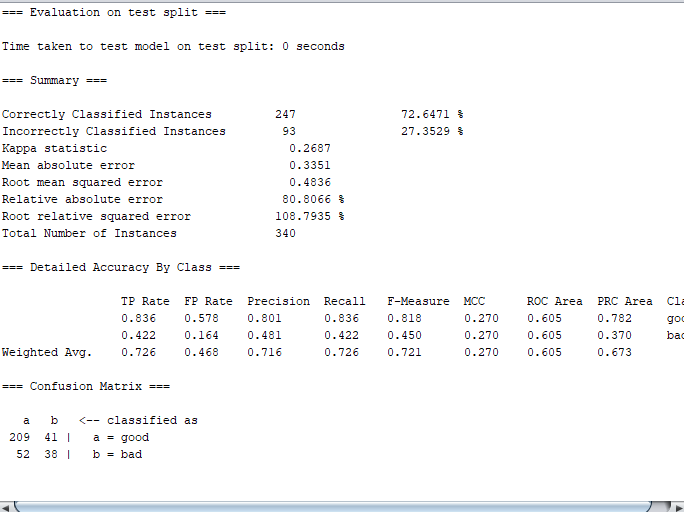 === Evaluation on test split ===
Time taken to test model on test split: 0 seconds
=== Summary ===
Correctly Classified Instances 247 72.6471 %
Incorrectly Classified Instances 93 27.3529 %
Kappa statistic 0.2687
Mean absolute error 0.3351
Root mean squared error 0.4836
Relative absolute error 80.8066 %
Root relative squared error 108.7935 %
Total Number of Instances 340
=== Detailed Accuracy By Class ===
TP Rate FP Rate Precision Recall F-Measure MCC ROC Area PRC Area
0.836 0.578 0.801 0.836 0.818 0.270 0.605 0.782
0.422 0.164 0.481 0.422 0.450 0.270 0.605 0.370
Weighted Avg. 0.726 0.468 0.716 0.726 0.721 0.270 0.605 0.673
=== Confusion Matrix ===
a b <-- classified as
209 41 | a = good
52 38 | b = bad